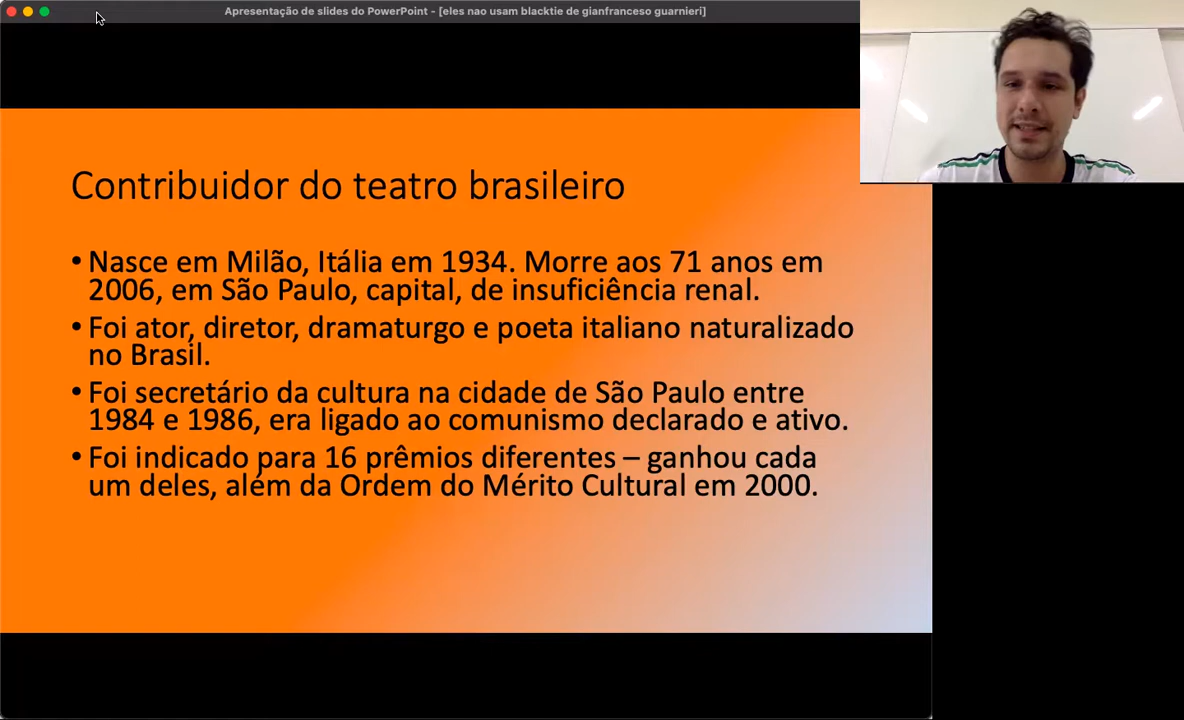 Apresentação de slides do PowerPoint - [eles nao usam blacktie de gianfranceso guarnieri]
Contribuidor do teatro brasileiro
• Nasce em Milão, Itália em 1934. Morre aos 71 anos em
2006, em São Paulo, capital, de insuficiência renal.
• Foi ator, diretor, dramaturgo e poeta italiano naturalizado
no Brasil.
• Foi secretário da cultura na cidade de São Paulo entre
1984 e 1986, era ligado ao comunismo declarado e ativo.
• Foi indicado para 16 prêmios diferentes – ganhou cada
um deles, além da Ordem do Mérito Cultural em 2000.